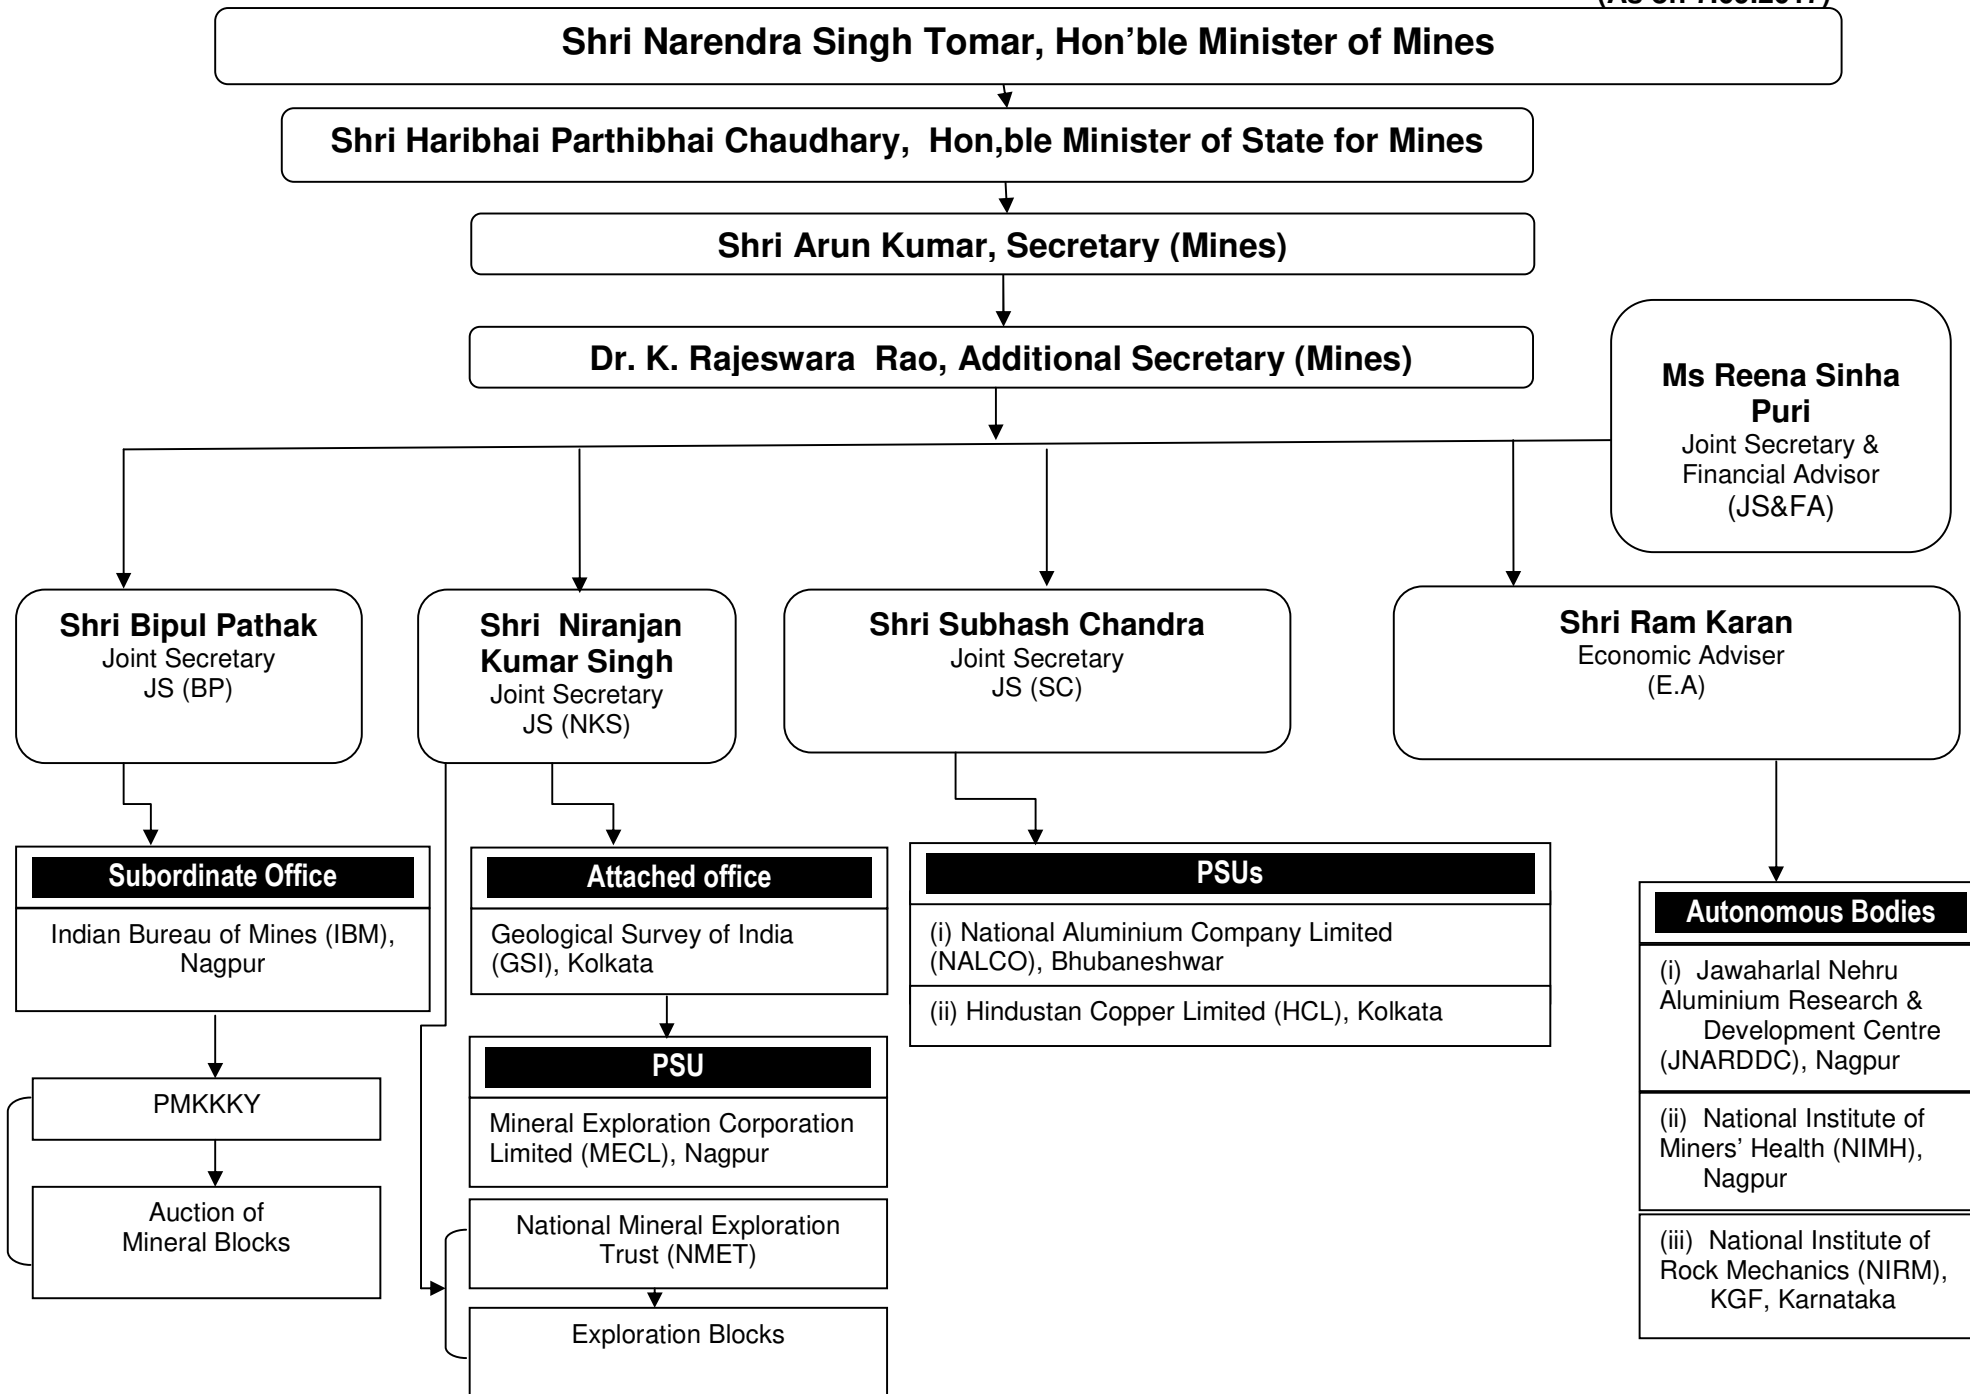 Shri Narendra Singh Tomar, Hon’ble Minister of Mines
Shri Haribhai Parthibhai Chaudhary,  Hon,ble Minister of State for Mines
Shri Arun Kumar, Secretary (Mines)
Dr. K. Rajeswara  Rao, Additional Secretary (Mines)
Ms Reena Sinha
Puri
Joint Secretary &
Financial Advisor
(JS&FA)
Shri Bipul Pathak
Joint Secretary
JS (BP)
Shri  Niranjan
Kumar Singh
Joint Secretary
JS (NKS)
Shri Subhash Chandra
Joint Secretary
JS (SC)
Shri Ram Karan
Economic Adviser
(E.A)
Subordinate Office
Indian Bureau of Mines (IBM),
Nagpur
PMKKKY
Auction of
Mineral Blocks
Attached office
Geological Survey of India
(GSI), Kolkata
PSU
Mineral Exploration Corporation
Limited (MECL), Nagpur
National Mineral Exploration
Trust (NMET)
Exploration Blocks
PSUs
(i) National Aluminium Company Limited
(NALCO), Bhubaneshwar
(ii) Hindustan Copper Limited (HCL), Kolkata
Autonomous Bodies
(i)  Jawaharlal Nehru
Aluminium Research &
Development Centre
(JNARDDC), Nagpur
(ii)  National Institute of
Miners’ Health (NIMH),
Nagpur
(iii)  National Institute of
Rock Mechanics (NIRM),
KGF, Karnataka